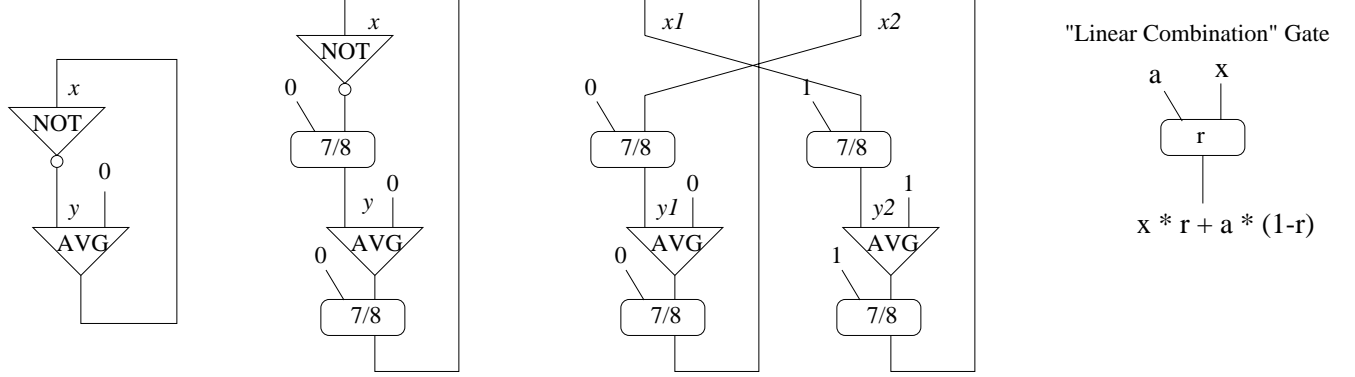 x
NOT
0
y
AVG
x
NOT
0
7/8
0
y
AVG
0
7/8
x1
x2
0
1
7/8
7/8
0
1
y1
y2
AVG
AVG
0
1
7/8
7/8
"Linear Combination" Gate
a
x
r
x * r + a * (1-r)